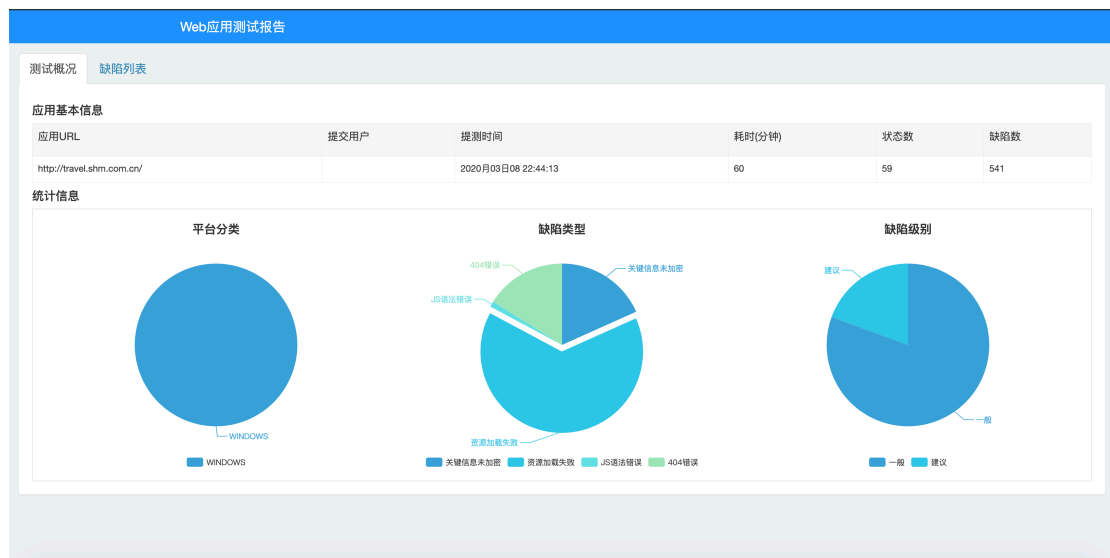 Web应用测试报告
测试概况 缺陷列表
应用基本信息
应用URL 提交用户 提测时间 耗时(分钟) 状态数 缺陷数
http://travel.shm.com.cn/ 2020月03日08 22:44:13 60 59 541
统计信息
平台分类 缺陷类型 缺陷级别
404错误 关键信息未加密 建议
JS语法错误
一般
WINDOWS 资源加载失败
WINDOWS 关键信息未加密 资源加载失败 JS语法错误 404错误 一般 建议